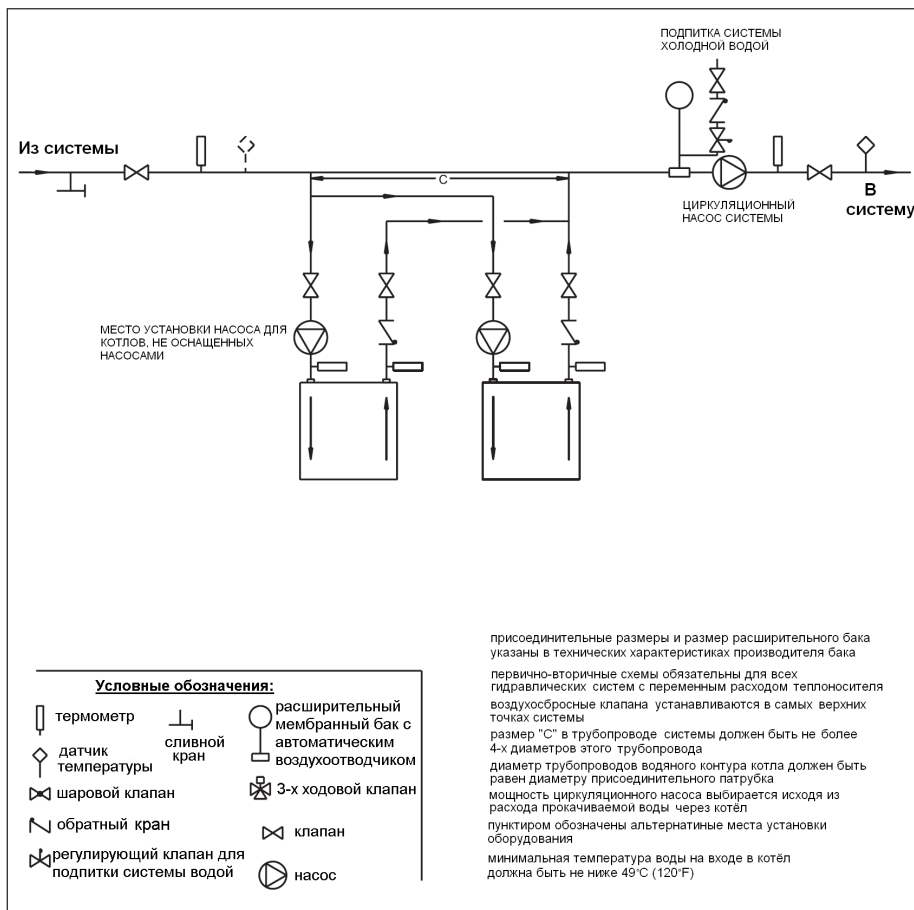 ПОДПИТКА СИСТЕМЫ
ХОЛОДНОЙ ВОДОЙ
Из системы
С
ЦИРКУЛЯЦИОННЫЙ
НАСОС СИСТЕМЫ
В
систему
МЕСТО УСТАНОВКИ НАСОСА ДЛЯ
КОТЛОВ, НЕ ОСНАЩЕННЫХ
НАСОСАМИ
Условные обозначения:
термометр
сливной
кран
расширительный
мембранный бак с
автоматическим
воздухоотводчиком
датчик
температуры
шаровой клапан
3-х ходовой клапан
обратный кран
клапан
регулирующий клапан для
подпитки системы водой
насос
присоединительные размеры и размер расширительного бака
указаны в технических характеристиках производителя бака
первично-вторичные схемы обязательны для всех
гидравлических систем с переменным расходом теплоносителя
воздухосбросные клапана устанавливаются в самых верхних
точках системы
размер "С" в трубопроводе системы должен быть не более
4-х диаметров этого трубопровода
диаметр трубопроводов водяного контура котла должен быть
равен диаметру присоединительного патрубка
мощность циркуляционного насоса выбирается исходя из
расхода прокачиваемой воды через котёл
пунктиром обозначены альтернатиные места установки
оборудования
минимальная температура воды на входе в котёл
должна быть не ниже 49°C (120°F)